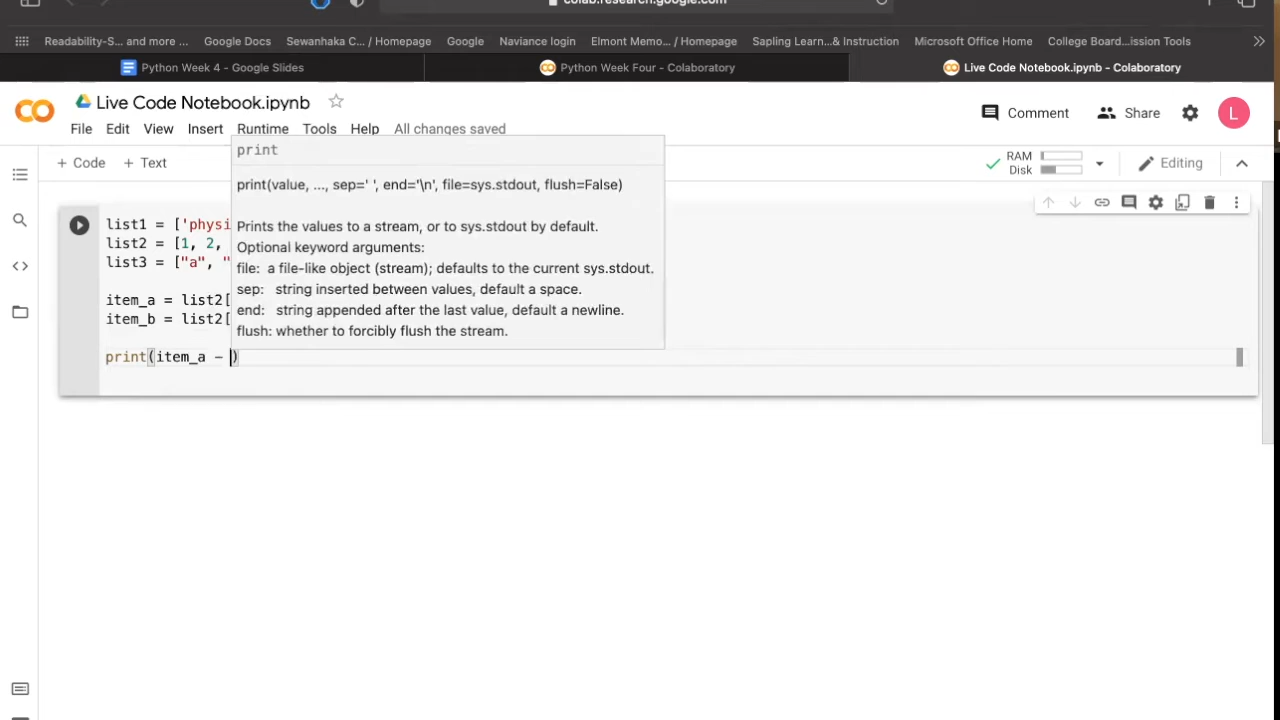 colab.research.google.com
Readability-S... and more ... Google Docs Sewanhaka C... / Homepage Google Naviance login Elmont Memo... / Homepage Sapling Learn...& Instruction Microsoft Office Home College Board...ission Tools
Python Week 4 - Google Slides Python Week Four - Colaboratory Live Code Notebook.ipynb - Colaboratory
Live Code Notebook.ipynb
Comment Share L
File Edit View Insert Runtime Tools Help All changes saved
+ Code + Text
RAM
Disk
Editing
print
print(value, ..., sep=' ', end='\n', file=sys.stdout, flush=False)
Prints the values to a stream, or to sys.stdout by default.
Optional keyword arguments:
file: a file-like object (stream); defaults to the current sys.stdout.
sep: string inserted between values, default a space.
end: string appended after the last value, default a newline.
flush: whether to forcibly flush the stream.
list1 = ['physi
list2 = [1, 2,
list3 = ["a", "
item_a = list2[
item_b = list2[
print(item_a - )